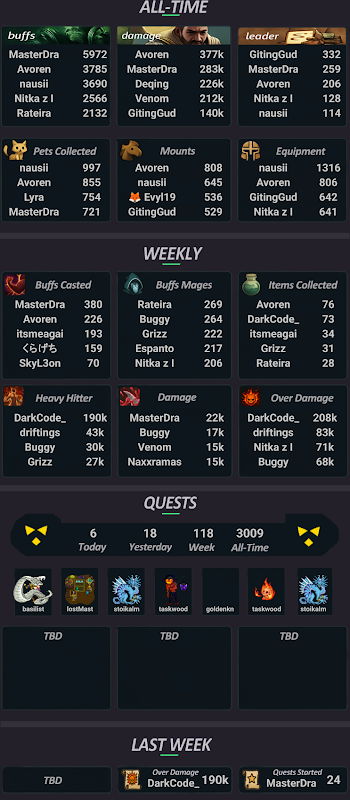 ALL-TIME
buffs damage leader
MasterDra 5972 Avoren 377k GitingGud 332
Avoren 3785 MasterDra 283k MasterDra 259
nausii 3690 Deqing 226k Avoren 206
Nitka z l 2566 Venom 212k Nitka z l 128
Rateira 2132 GitingGud 140k nausii 114
Pets Collected Mounts Equipment
nausii 997 Avoren 808 nausii 1316
Avoren 855 nausii 645 Avoren 806
Lyra 754 🦊 Evyl19 536 GitingGud 642
MasterDra 721 GitingGud 529 Nitka z l 641
WEEKLY
Buffs Casted Buffs Mages Items Collected
MasterDra 380 Rateira 269 Avoren 76
Avoren 226 Buggy 264 DarkCode_ 73
itsmeagai 193 Grizz 222 itsmeagai 34
くらげち 159 Espanto 217 Grizz 31
SkyL3on 70 Nitka z l 206 Rateira 28
Heavy Hitter Damage Over Damage
DarkCode_ 190k MasterDra 22k DarkCode_ 208k
driftings 43k Buggy 17k driftings 83k
Buggy 30k Venom 15k Nitka z l 71k
Grizz 27k Naxxramas 15k Buggy 68k
QUESTS
6 18 118 3009
Today Yesterday Week All-Time
basilist lostMast stoikalm taskwood goldenkn taskwood stoikalm
TBD TBD TBD
LAST WEEK
TBD Over Damage Quests Started
DarkCode_ 190k MasterDra 24